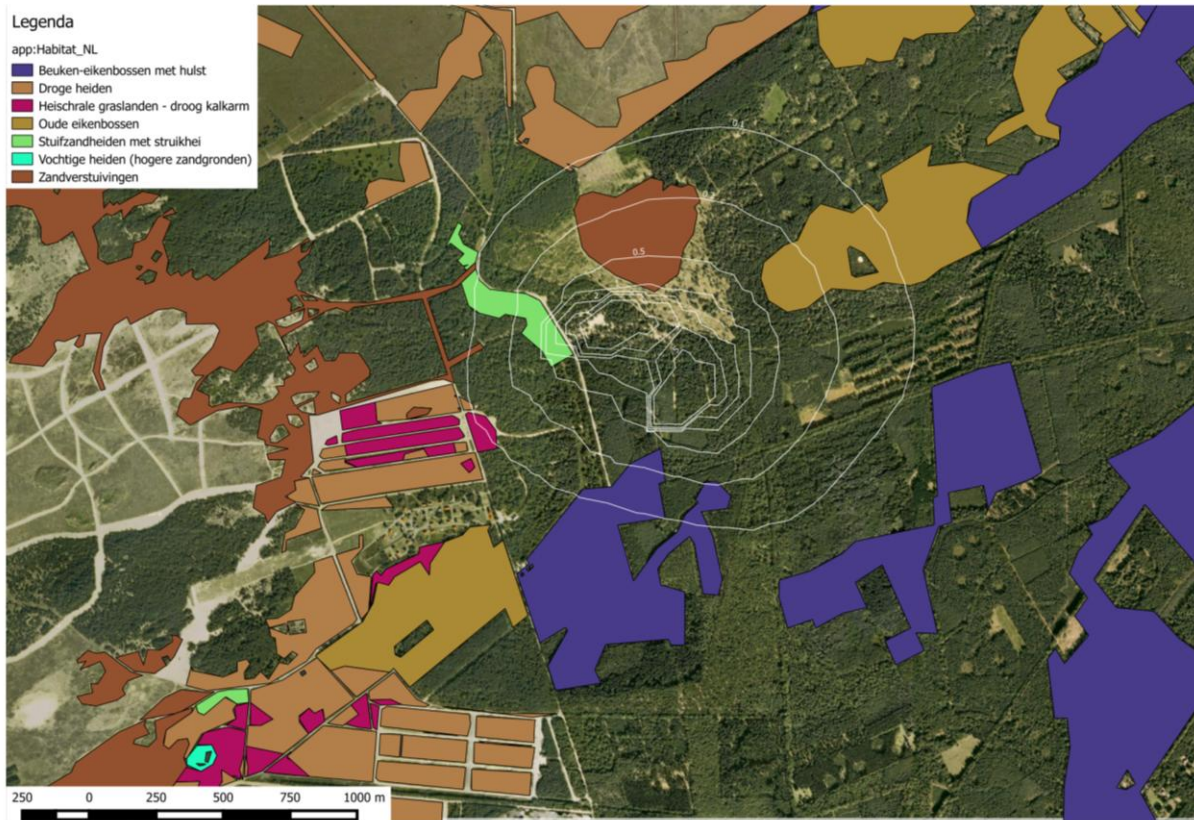 Legenda
app:Habitat_NL
Beuken-eikenbossen met hulst
Droge heiden
Heischrale graslanden - droog kalkarm
Oude eikenbossen
Stuifzandheiden met struikhei
Vochtige heiden (hogere zandgronden)
Zandverstuivingen
0.1
0.5
250 0 250 500 750 1000 m